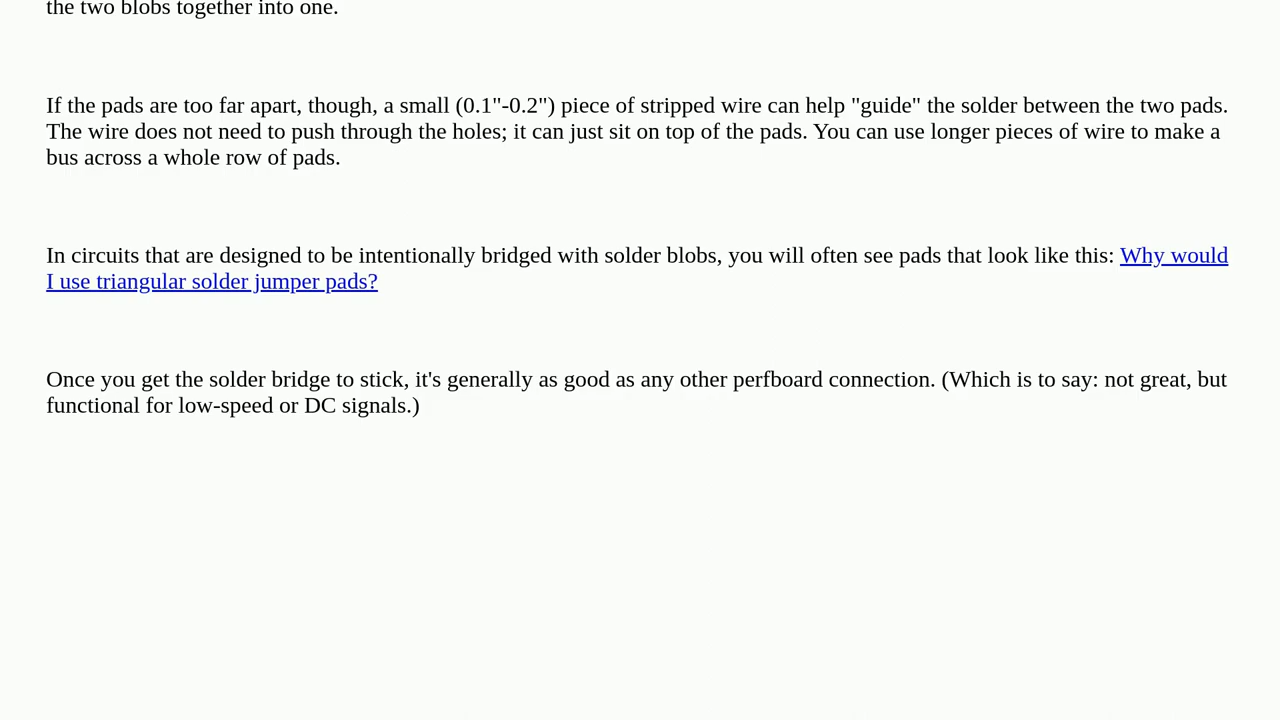 the two blobs together into one.
If the pads are too far apart, though, a small (0.1"-0.2") piece of stripped wire can help "guide" the solder between the two pads.
The wire does not need to push through the holes; it can just sit on top of the pads. You can use longer pieces of wire to make a
bus across a whole row of pads.
In circuits that are designed to be intentionally bridged with solder blobs, you will often see pads that look like this: Why would
I use triangular solder jumper pads?
Once you get the solder bridge to stick, it's generally as good as any other perfboard connection. (Which is to say: not great, but
functional for low-speed or DC signals.)